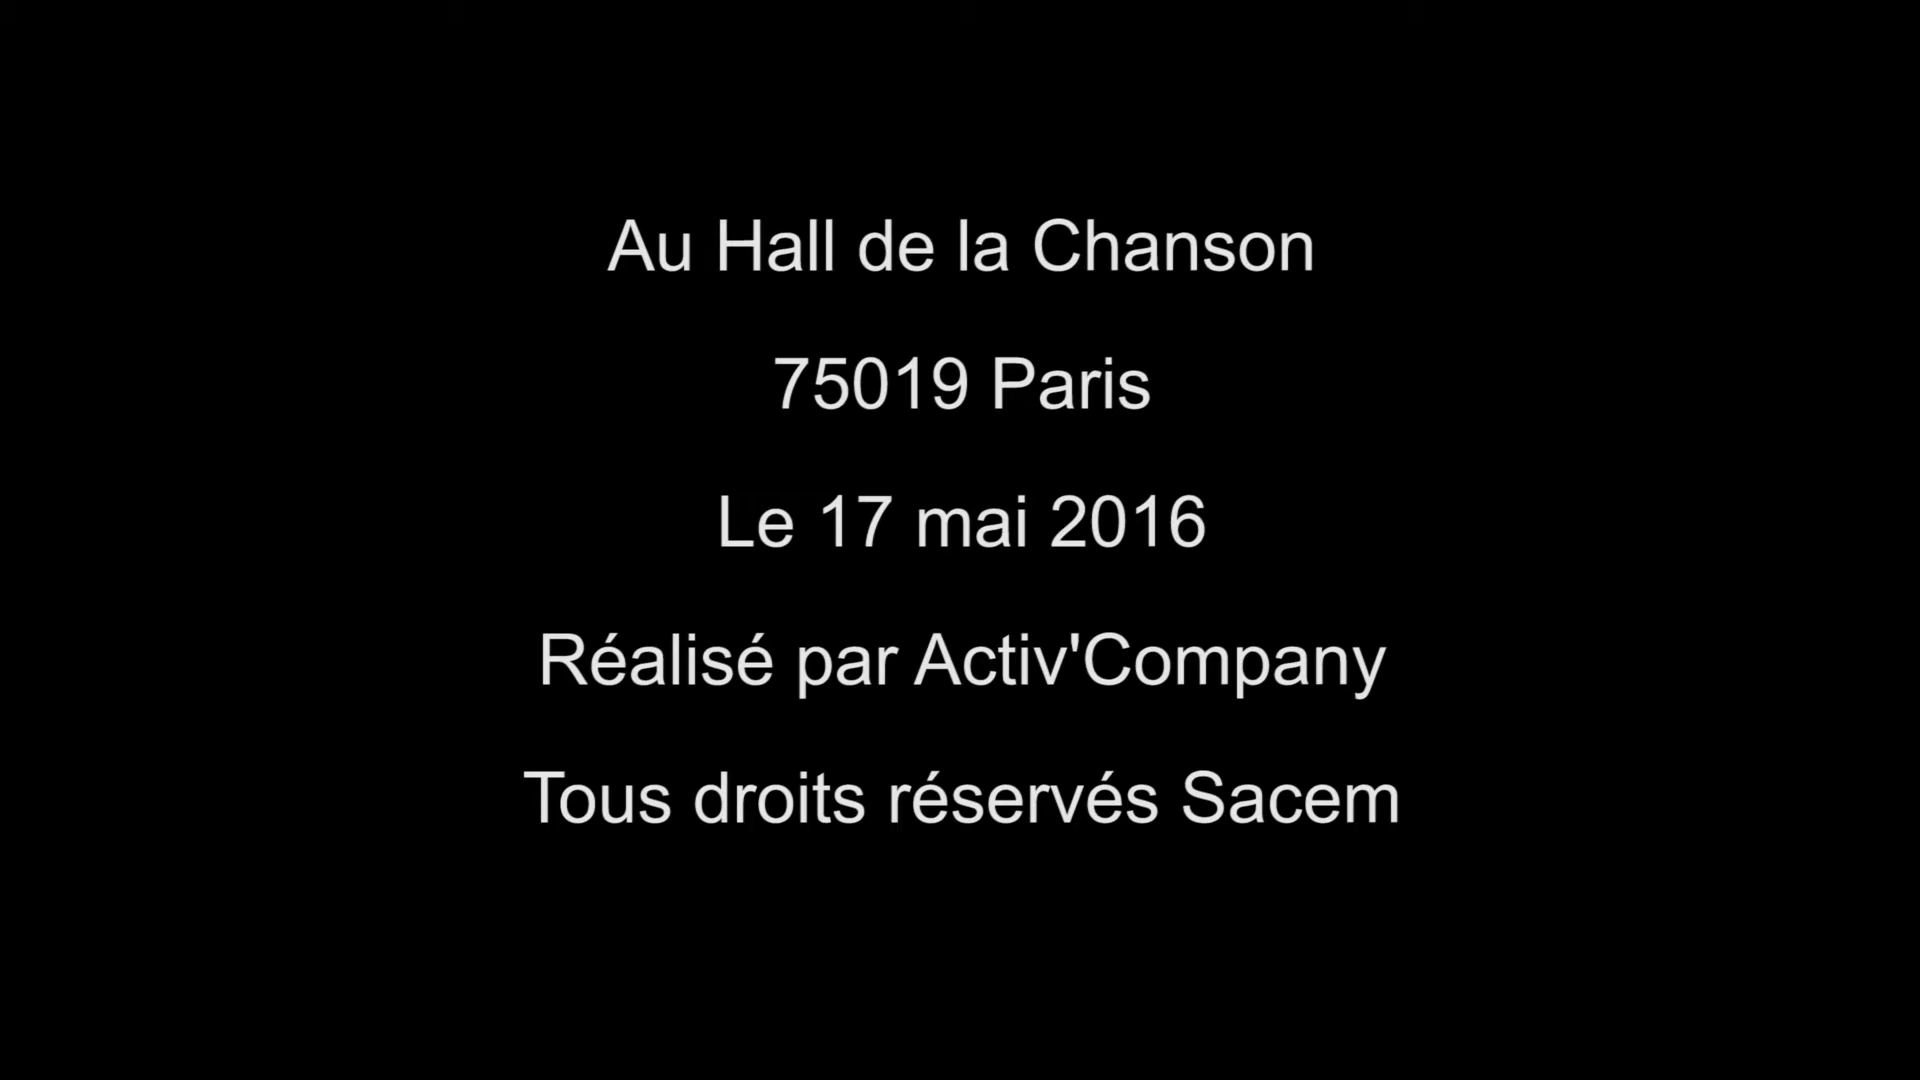 Au Hall de la Chanson
75019 Paris
Le 17 mai 2016
Réalisé par Activ'Company
Tous droits réservés Sacem